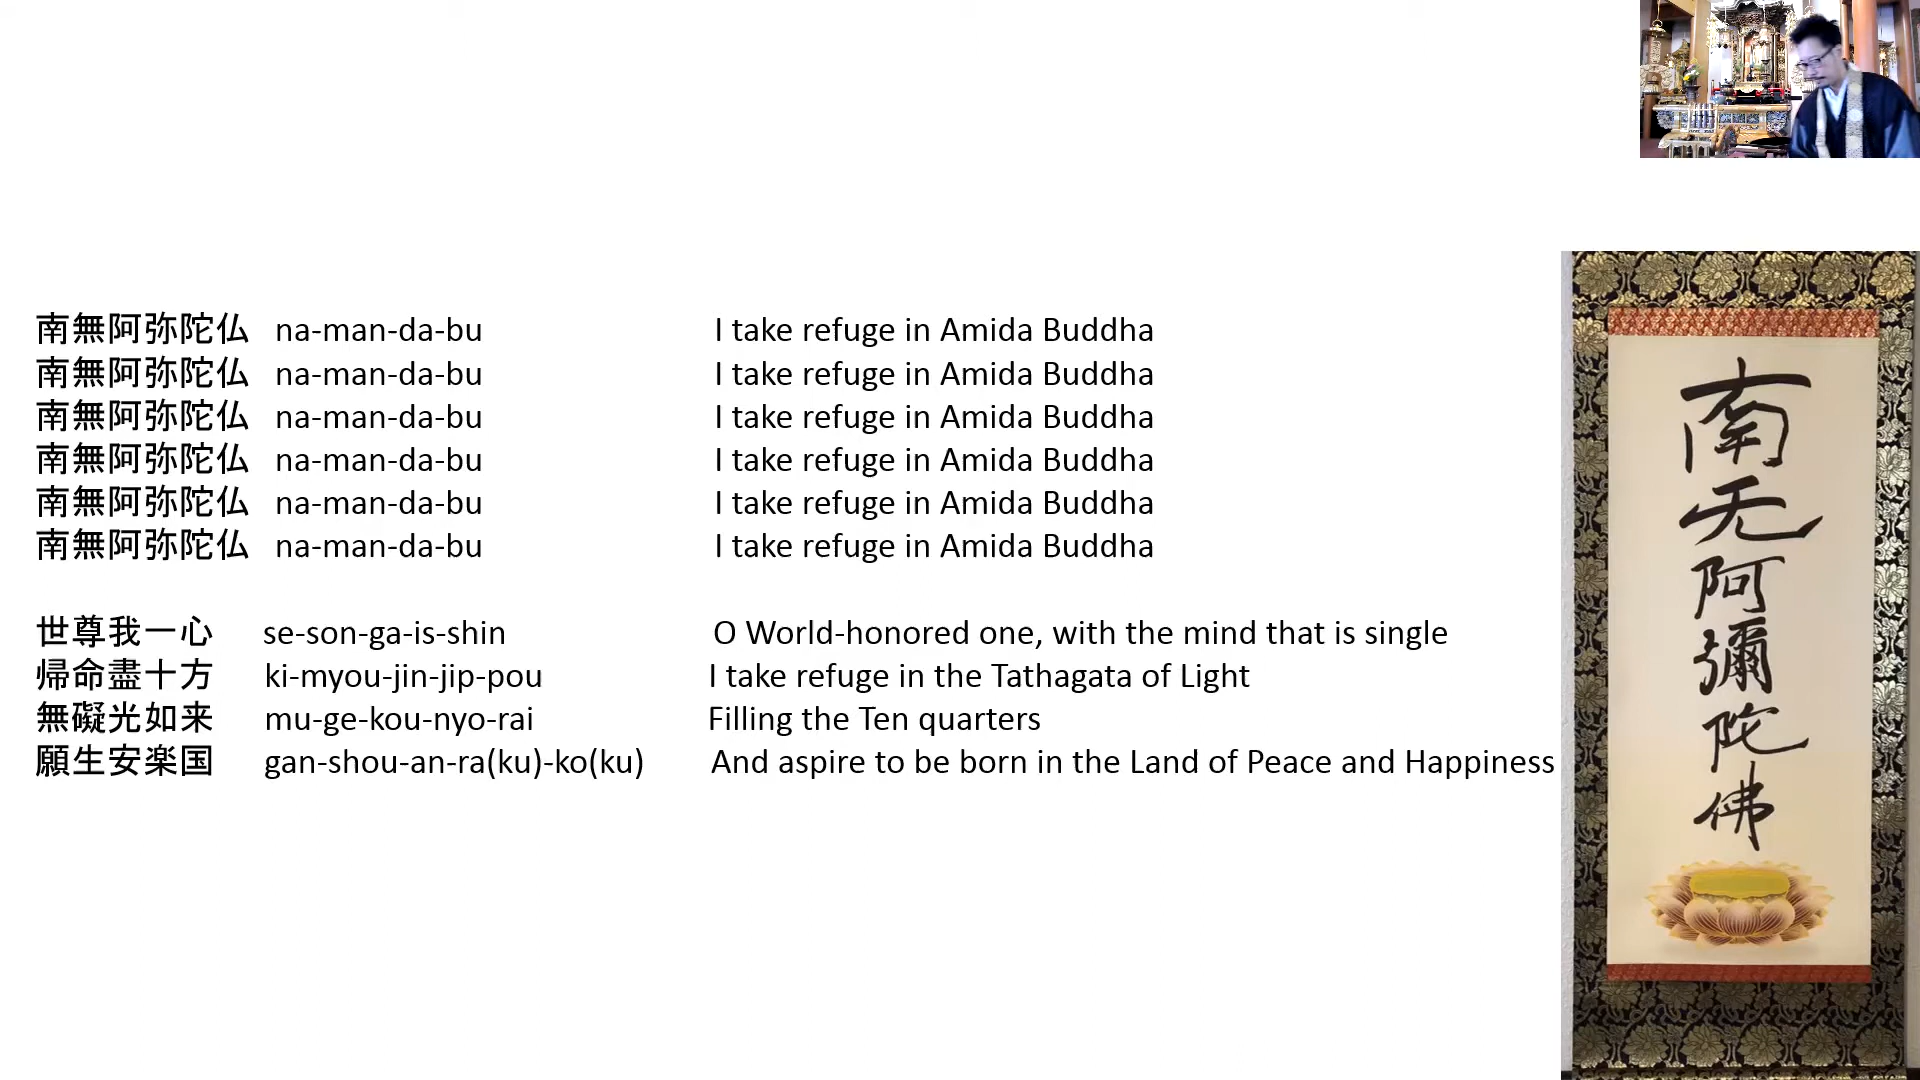 南無阿弥陀仏 na-man-da-bu I take refuge in Amida Buddha
南無阿弥陀仏 na-man-da-bu I take refuge in Amida Buddha
南無阿弥陀仏 na-man-da-bu I take refuge in Amida Buddha
南無阿弥陀仏 na-man-da-bu I take refuge in Amida Buddha
南無阿弥陀仏 na-man-da-bu I take refuge in Amida Buddha
南無阿弥陀仏 na-man-da-bu I take refuge in Amida Buddha
世尊我一心 se-son-ga-is-shin O World-honored one, with the mind that is single
帰命盡十方 ki-myou-jin-jip-pou I take refuge in the Tathagata of Light
無礙光如来 mu-ge-kou-nyo-rai Filling the Ten quarters
願生安楽国 gan-shou-an-ra(ku)-ko(ku) And aspire to be born in the Land of Peace and Happiness
南无阿彌陀佛